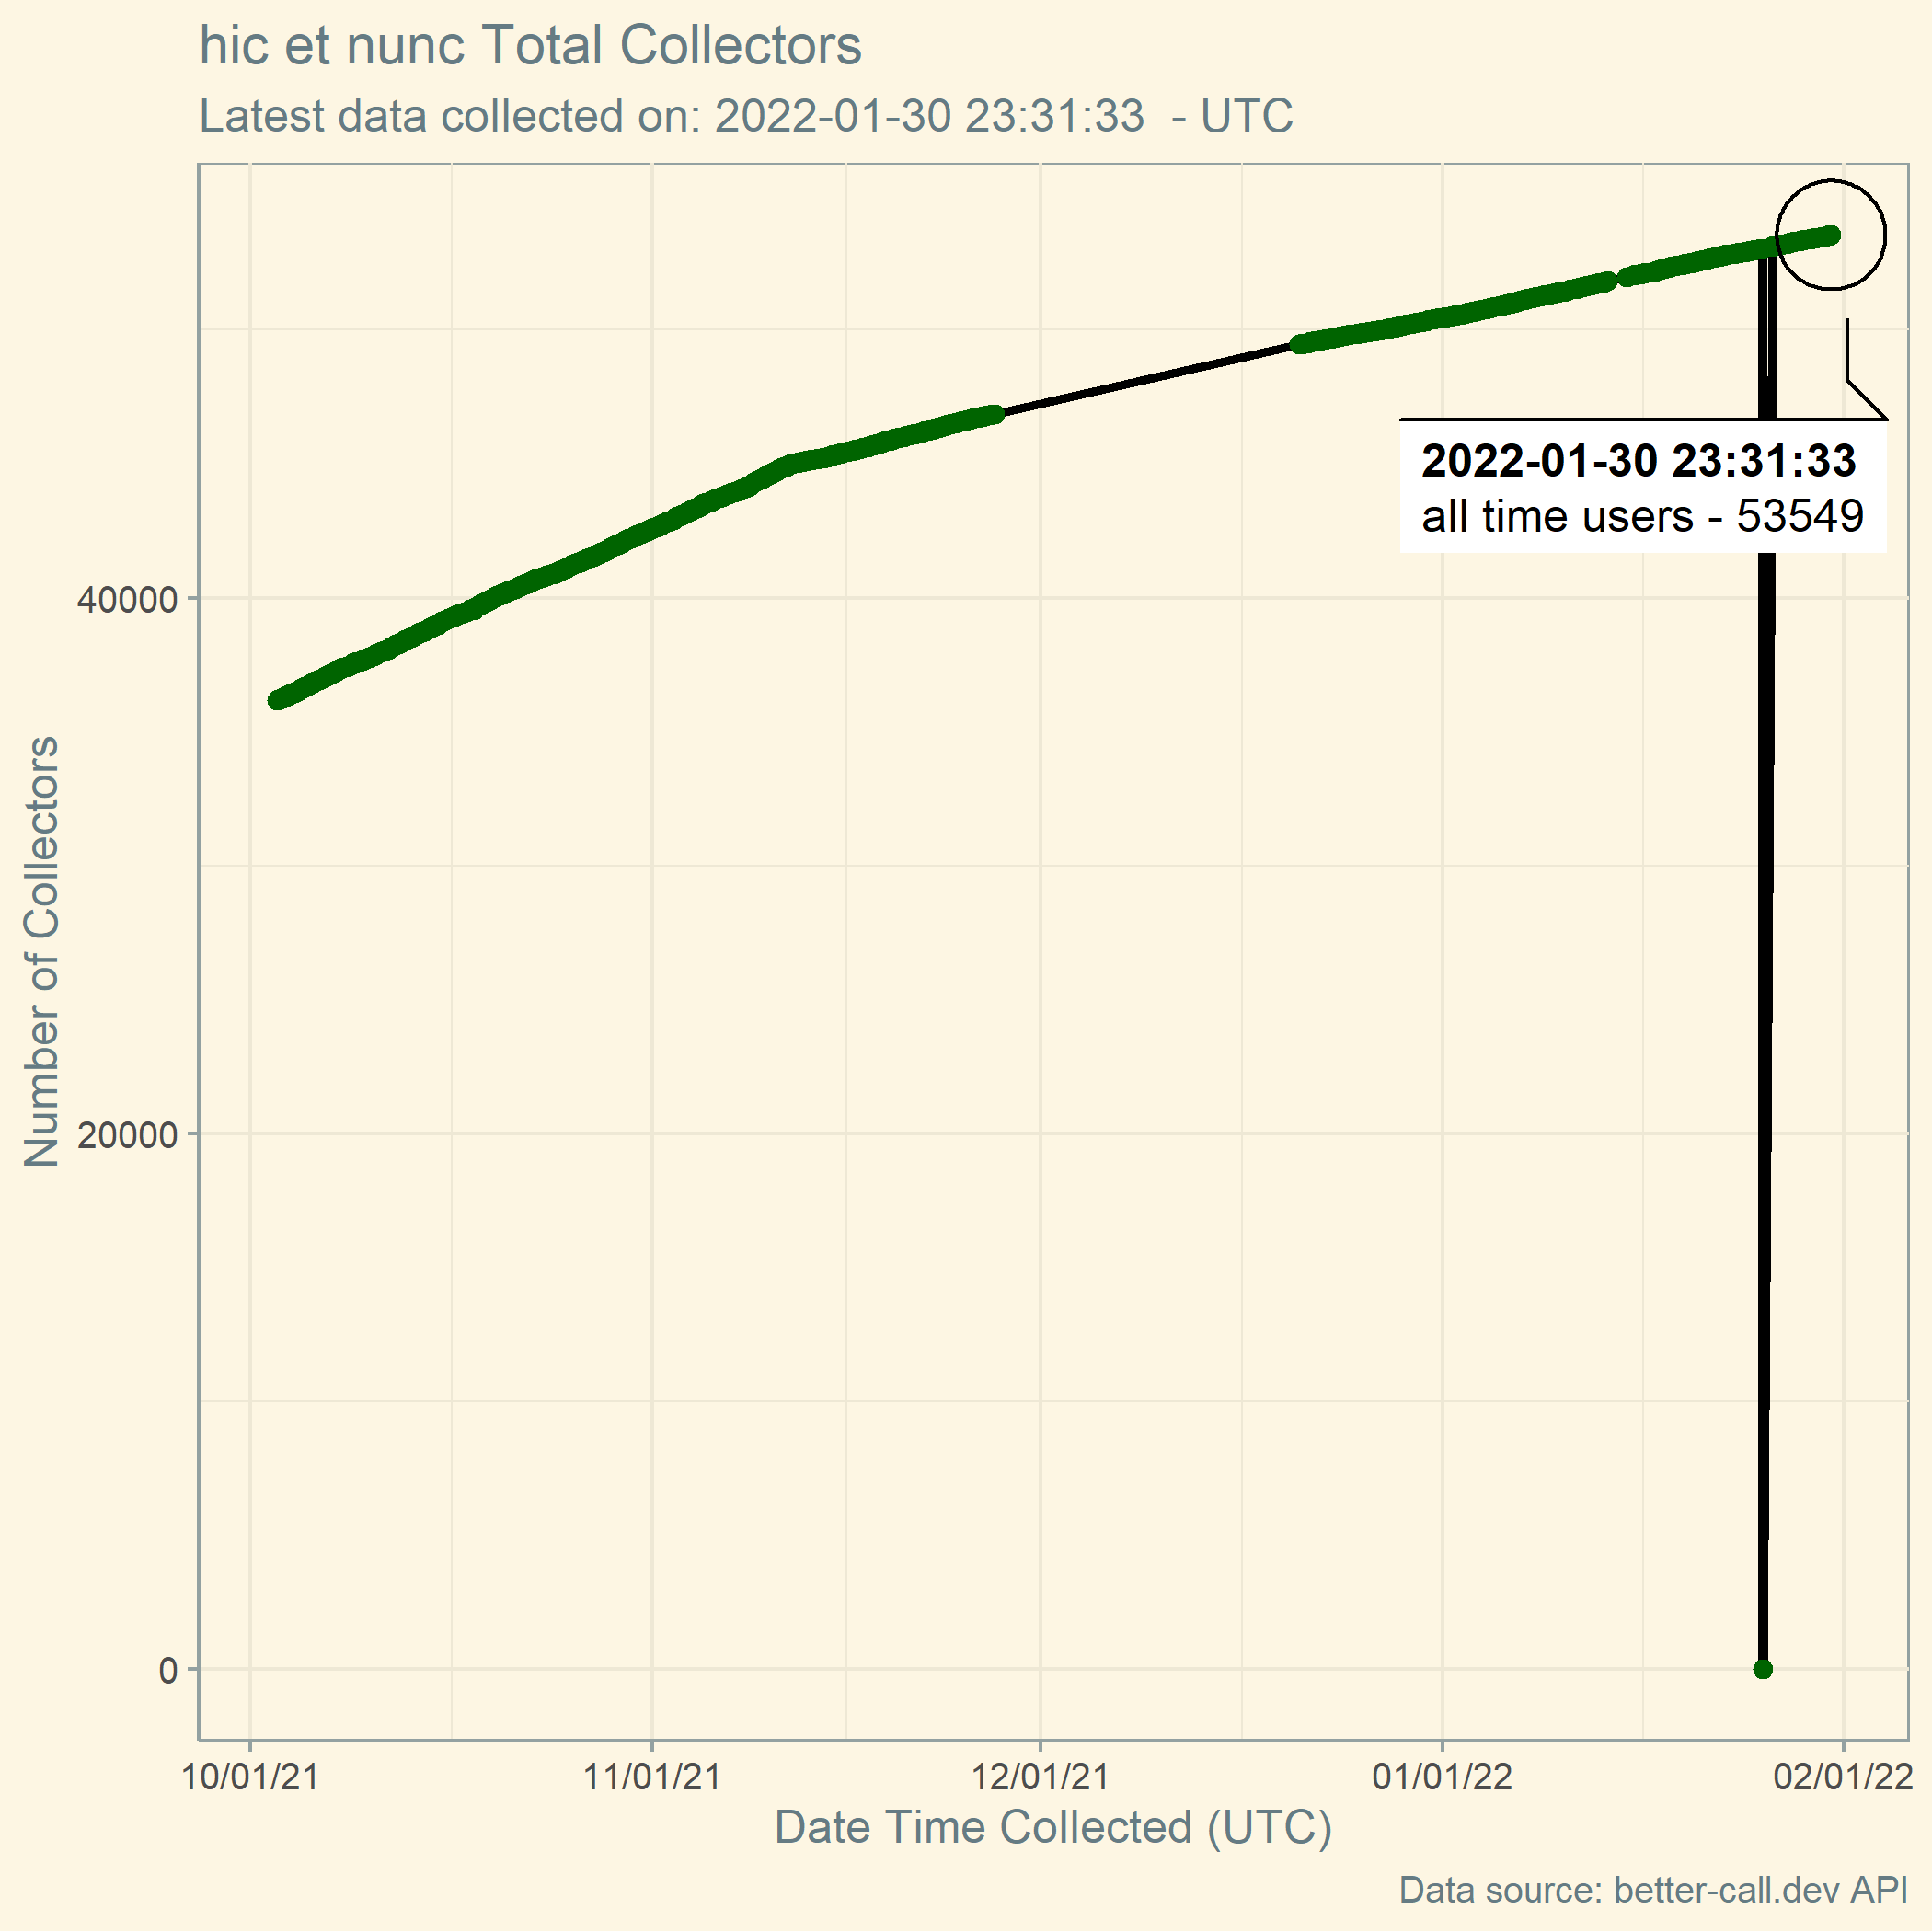 hic et nunc Total Collectors
Latest data collected on: 2022-01-30 23:31:33  - UTC
2022-01-30 23:31:33
all time users - 53549
Number of Collectors
40000
20000
0
10/01/21
11/01/21
12/01/21
01/01/22
02/01/22
Date Time Collected (UTC)
Data source: better-call.dev API